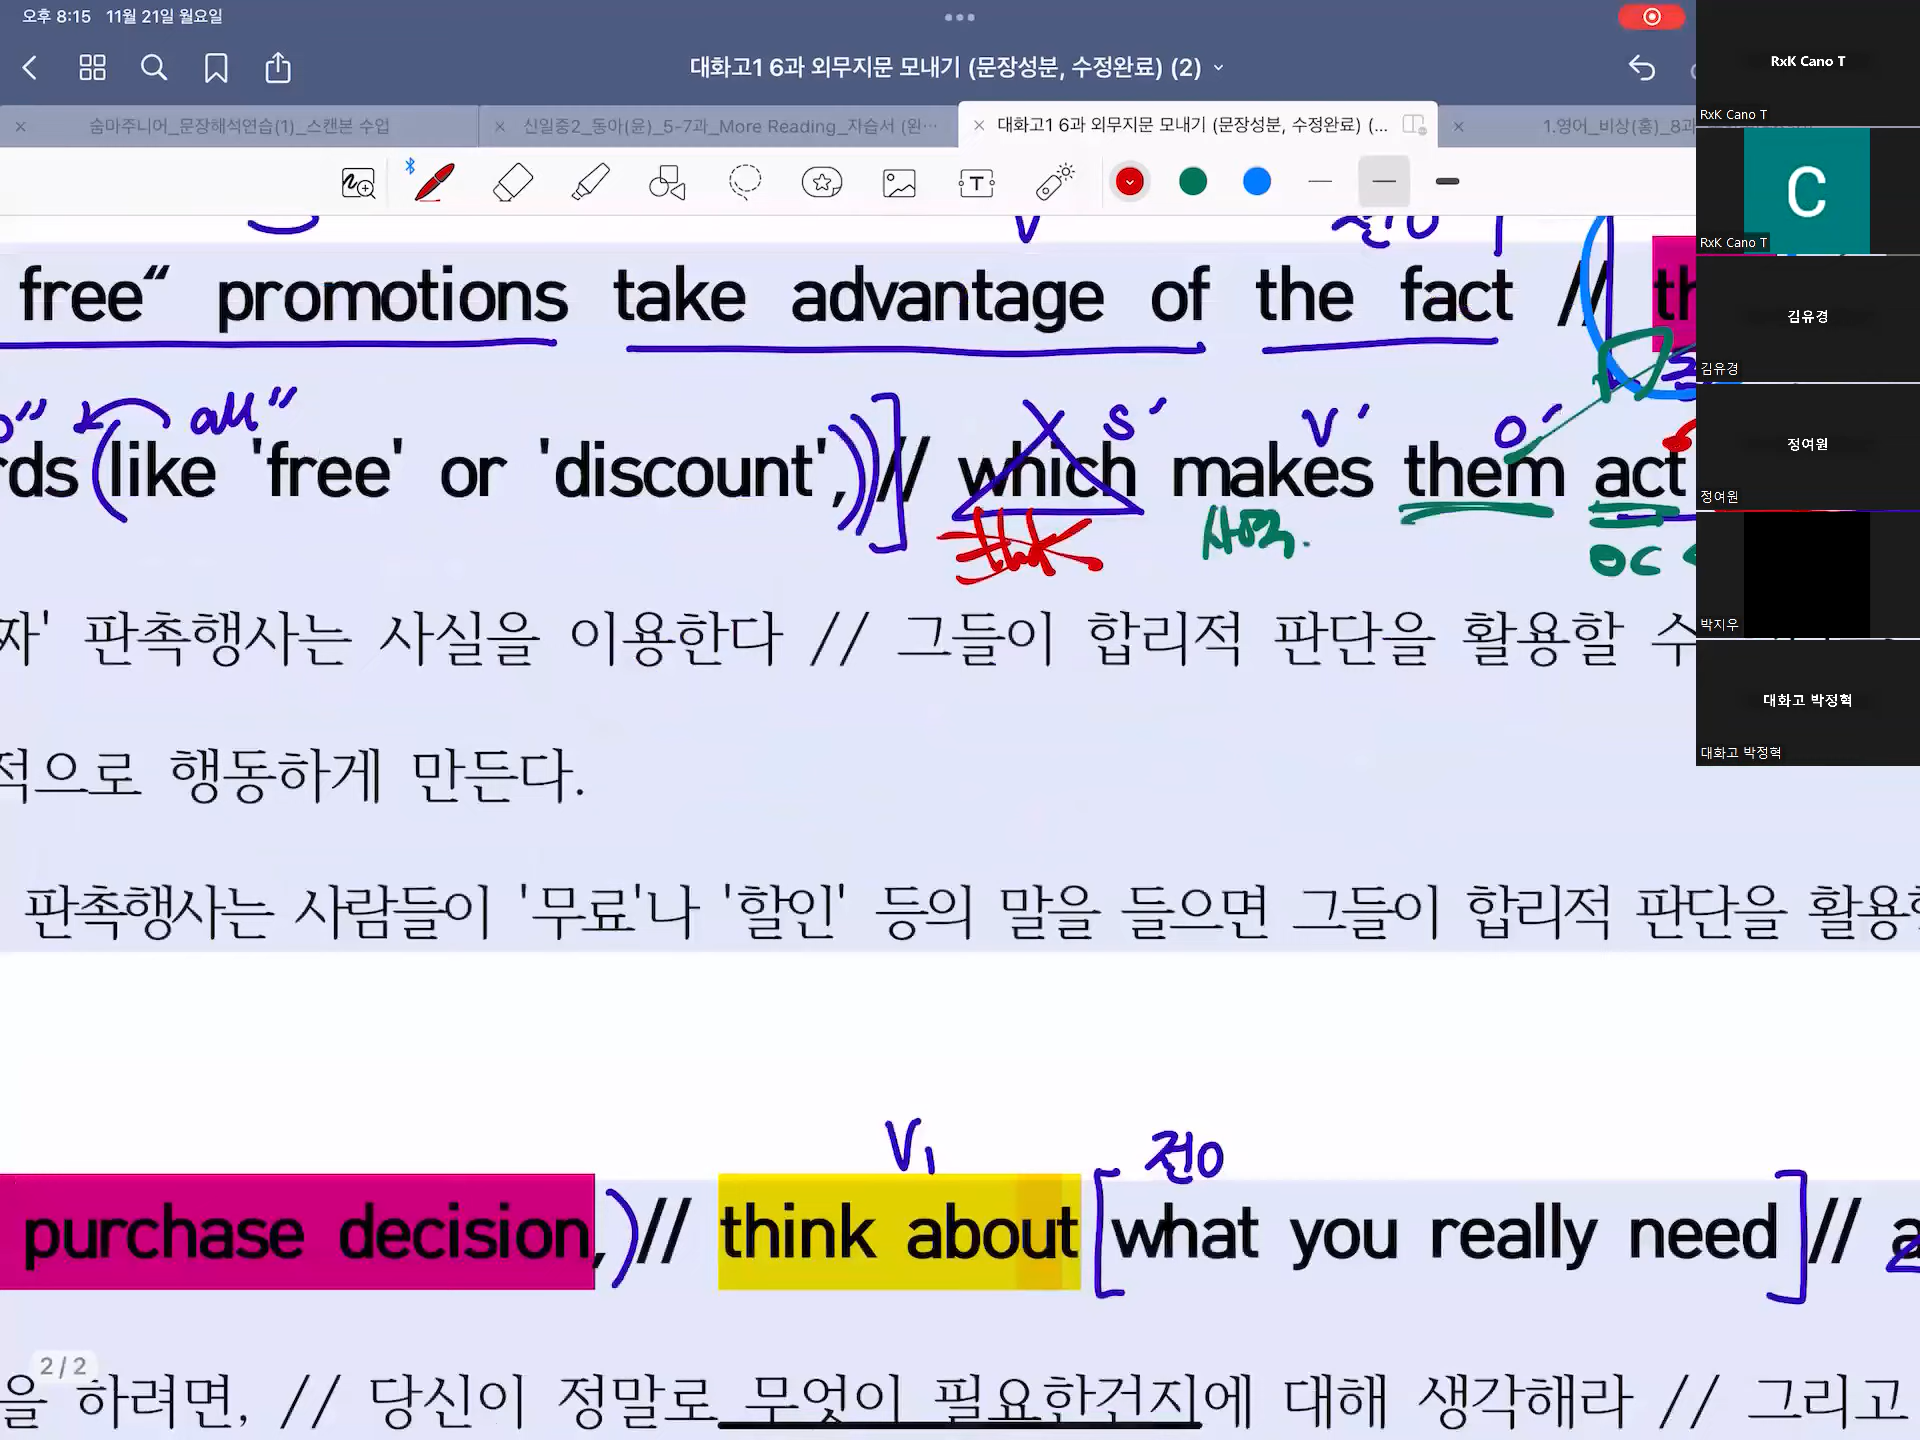 오후 8:15 11월 21일 월요일
대화고1 6과 외무지문 모내기 (문장성분, 수정완료) (2)
숨마주니어_문장해석연습(1)_스캔본 수업
신일중2_동아(윤)_5-7과_More Reading_자습서 (왼…
대화고1 6과 외무지문 모내기 (문장성분, 수정완료) (...
1.영어_비상(홍)_8과
V 전O
free“ promotions take advantage of the fact // th
all" S' V' O'
rds (like 'free' or 'discount',)] // which makes them act
사역. OC
짜' 판촉행사는 사실을 이용한다 // 그들이 합리적 판단을 활용할 수
적으로 행동하게 만든다.
판촉행사는 사람들이 '무료'나 '할인' 등의 말을 들으면 그들이 합리적 판단을 활용할
V1 전O
purchase decision,) // think about [what you really need] // a
2 / 2
을 하려면, // 당신이 정말로 무엇이 필요한건지에 대해 생각해라 // 그리고
RxK Cano T
RxK Cano T
C
RxK Cano T
김유경
김유경
정여원
정여원
박지우
대화고 박정혁
대화고 박정혁